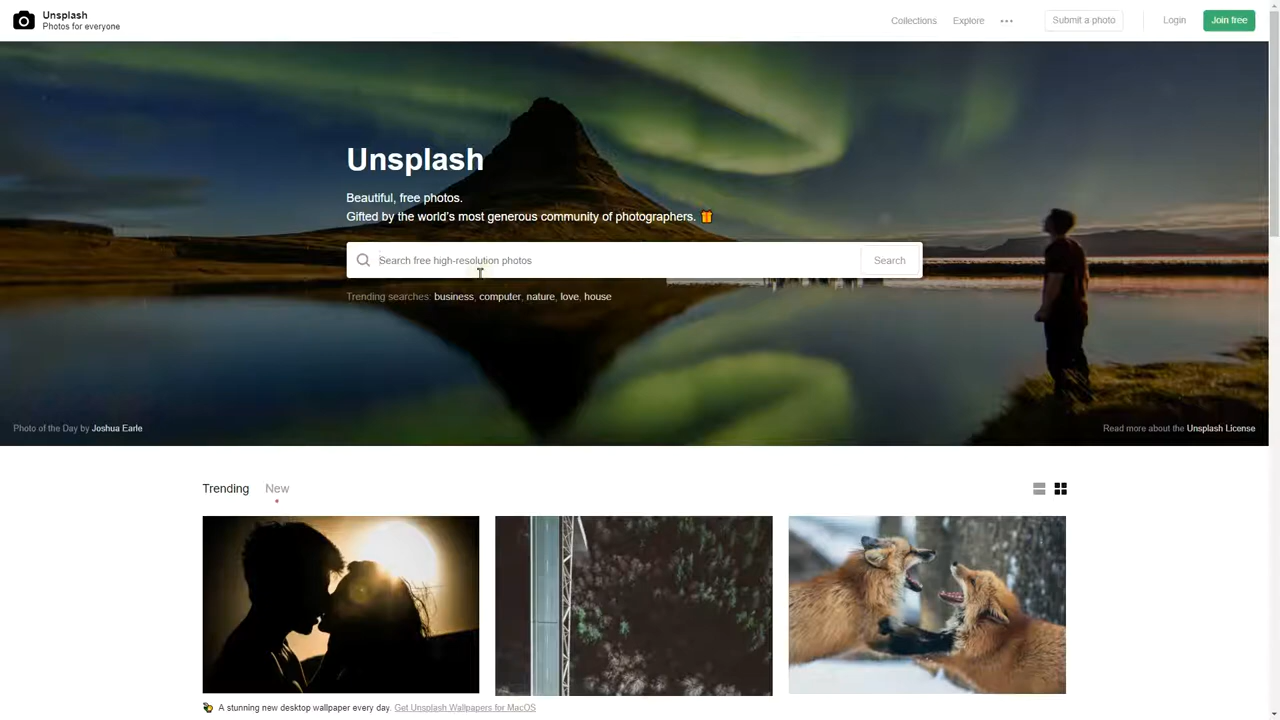 Unsplash
Photos for everyone
Collections Explore ••• Submit a photo Login Join free
Unsplash
Beautiful, free photos.
Gifted by the world's most generous community of photographers.
Search free high-resolution photos Search
Trending searches: business, computer, nature, love, house
Photo of the Day by Joshua Earle
Read more about the Unsplash License
Trending New
A stunning new desktop wallpaper every day. Get Unsplash Wallpapers for MacOS